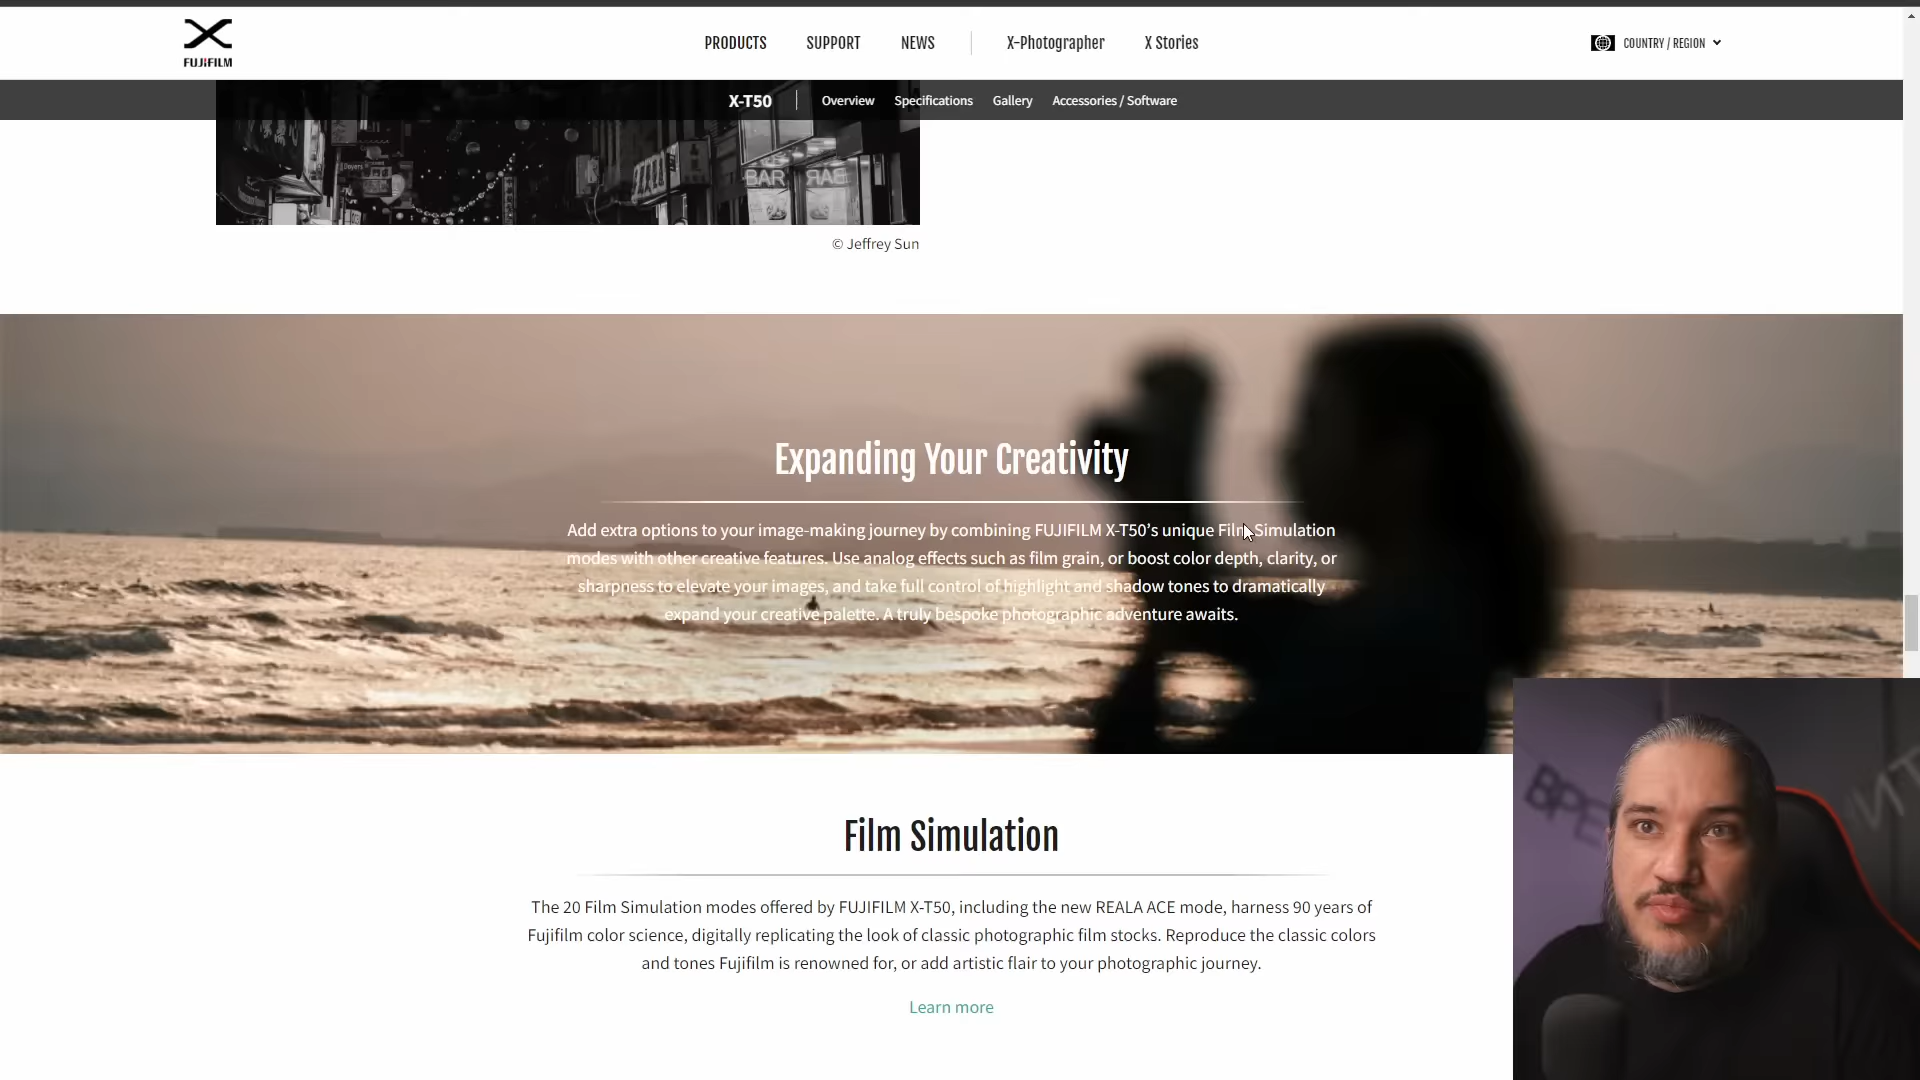 FUJIFILM
PRODUCTS
SUPPORT
NEWS
X-Photographer
X Stories
COUNTRY / REGION
X-T50
Overview
Specifications
Gallery
Accessories / Software
BAR
© Jeffrey Sun
Expanding Your Creativity
Add extra options to your image-making journey by combining FUJIFILM X-T50’s unique Film Simulation
modes with other creative features. Use analog effects such as film grain, or boost color depth, clarity, or
sharpness to elevate your images, and take full control of highlight and shadow tones to dramatically
expand your creative palette. A truly bespoke photographic adventure awaits.
Film Simulation
The 20 Film Simulation modes offered by FUJIFILM X-T50, including the new REALA ACE mode, harness 90 years of
Fujifilm color science, digitally replicating the look of classic photographic film stocks. Reproduce the classic colors
and tones Fujifilm is renowned for, or add artistic flair to your photographic journey.
Learn more